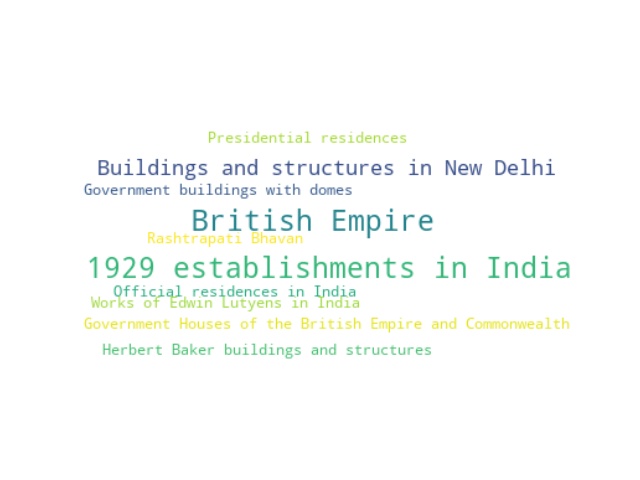 Presidential residences
Buildings and structures in New Delhi
Government buildings with domes
British Empire
Rashtrapati Bhavan
1929 establishments in India
Official residences in India
Works of Edwin Lutyens in India
Government Houses of the British Empire and Commonwealth
Herbert Baker buildings and structures